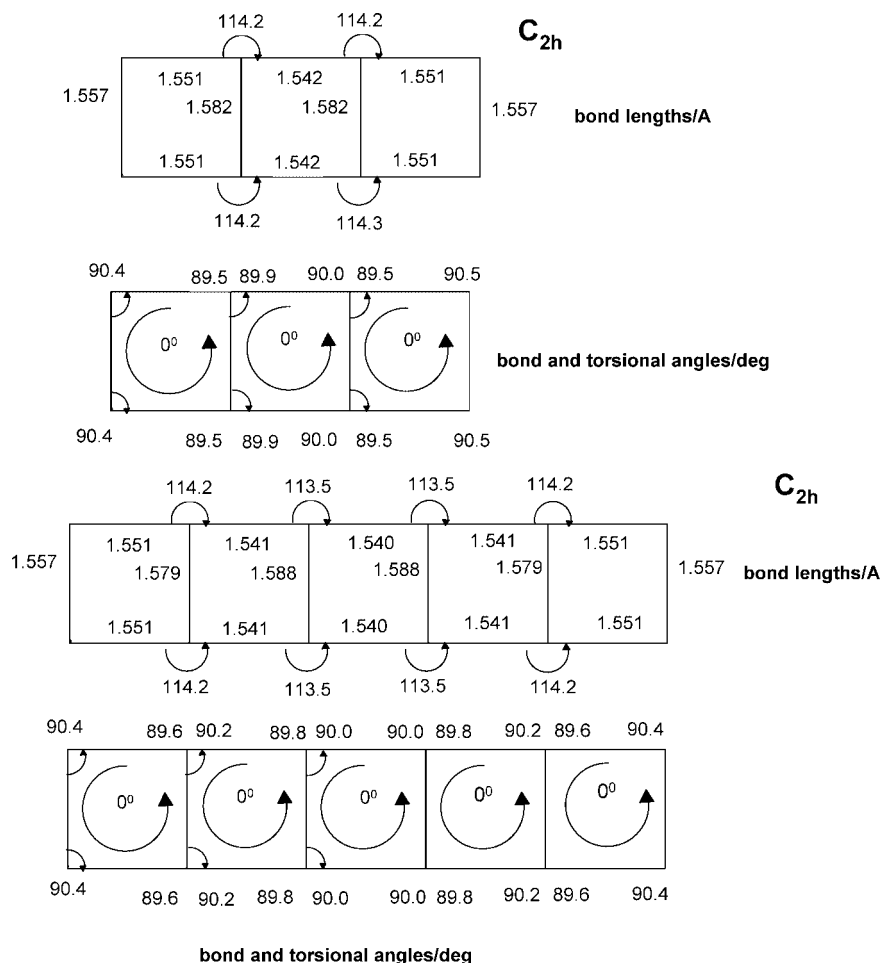 114.2 114.2
C2h
1.551 1.542 1.551
1.557 1.582 1.582 1.557
bond lengths/A
1.551 1.542 1.551
114.2 114.3
90.4 89.5 89.9 90.0 89.5 90.5
0⁰ 0⁰ 0⁰
bond and torsional angles/deg
90.4 89.5 89.9 90.0 89.5 90.5
114.2 113.5 113.5 114.2
C2h
1.551 1.541 1.540 1.541 1.551
1.557 1.579 1.588 1.588 1.579 1.557
bond lengths/A
1.551 1.541 1.540 1.541 1.551
114.2 113.5 113.5 114.2
90.4 89.6 90.2 89.8 90.0 90.0 89.8 90.2 89.6 90.4
0⁰ 0⁰ 0⁰ 0⁰ 0⁰
90.4 89.6 90.2 89.8 90.0 90.0 89.8 90.2 89.6 90.4
bond and torsional angles/deg